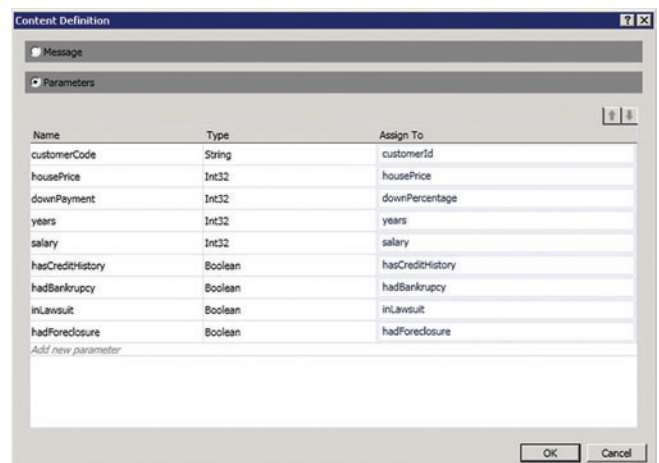 Content Definition
Message
Parameters
Name Type Assign To
customerCode String customerId
housePrice Int32 housePrice
downPayment Int32 downPercentage
years Int32 years
salary Int32 salary
hasCreditHistory Boolean hasCreditHistory
hadBankrupcy Boolean hadBankrupcy
inLawsuit Boolean inLawsuit
hadForeclosure Boolean hadForeclosure
Add new parameter
OK Cancel